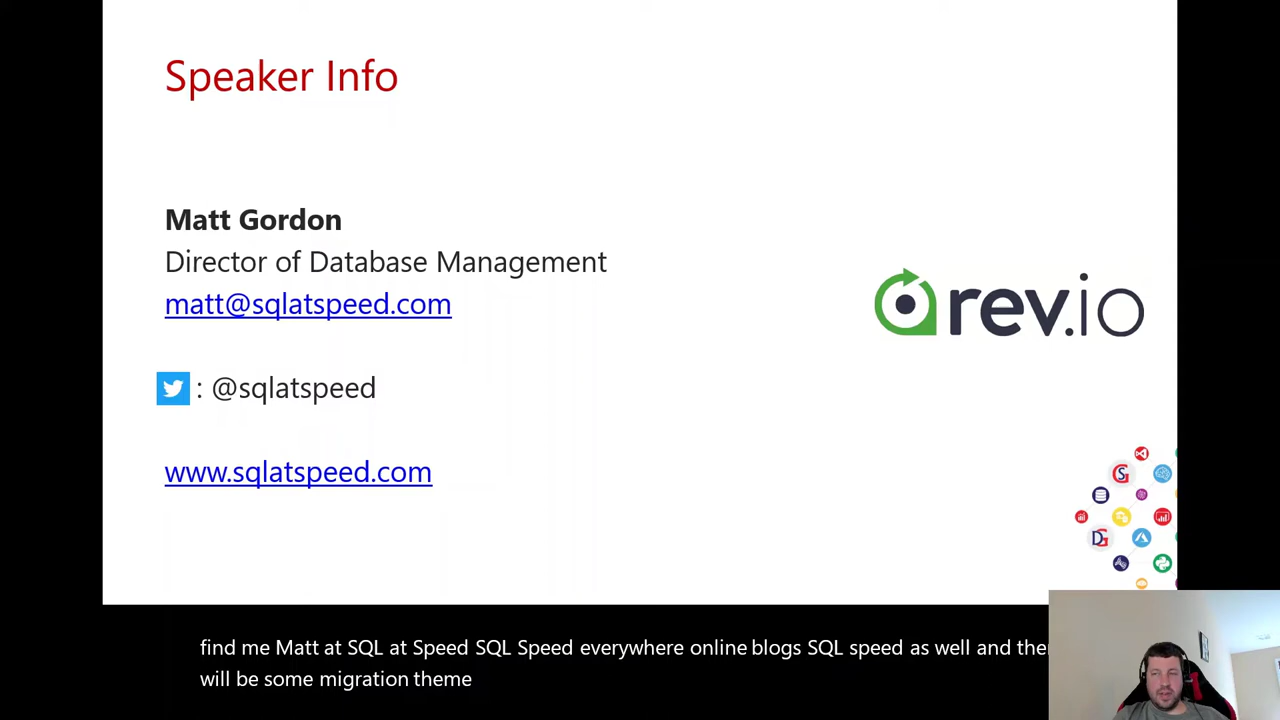 Speaker Info
Matt Gordon
Director of Database Management
matt@sqlatspeed.com
rev.io
: @sqlatspeed
www.sqlatspeed.com
S G
D G
find me Matt at SQL at Speed SQL Speed everywhere online blogs SQL speed as well and
will be some migration theme